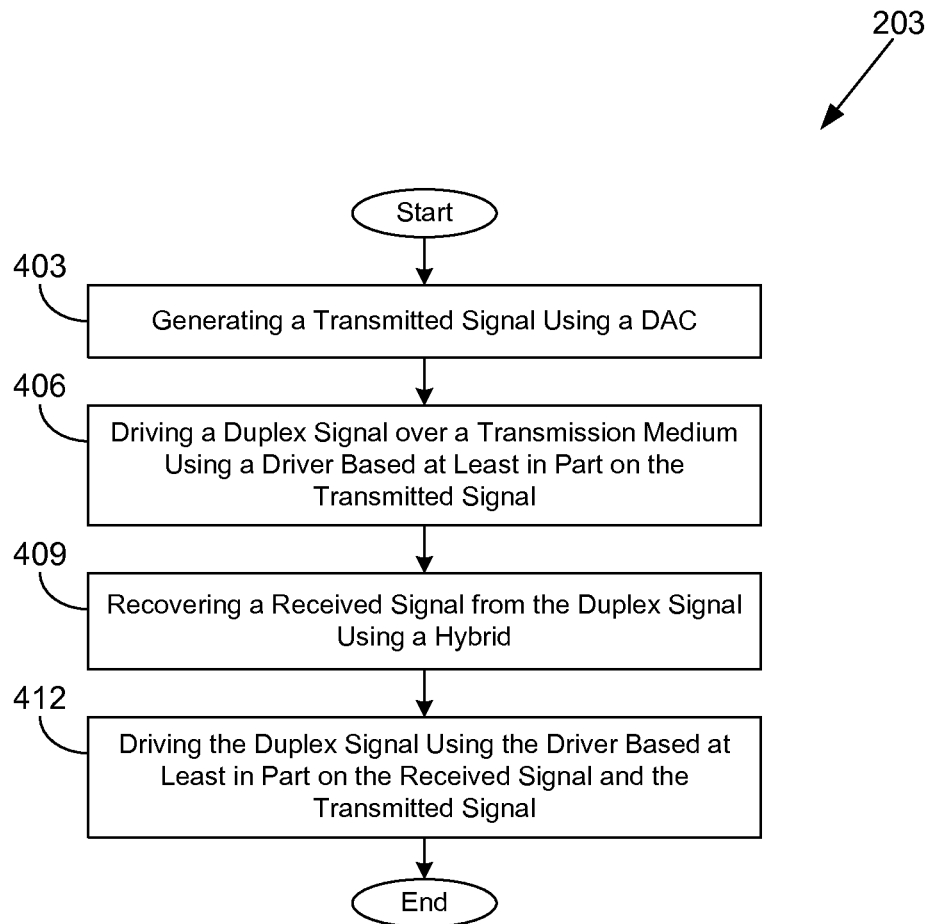 203
Start
403
Generating a Transmitted Signal Using a DAC
406
Driving a Duplex Signal over a Transmission Medium
Using a Driver Based at Least in Part on the
Transmitted Signal
409
Recovering a Received Signal from the Duplex Signal
Using a Hybrid
412
Driving the Duplex Signal Using the Driver Based at
Least in Part on the Received Signal and the
Transmitted Signal
End